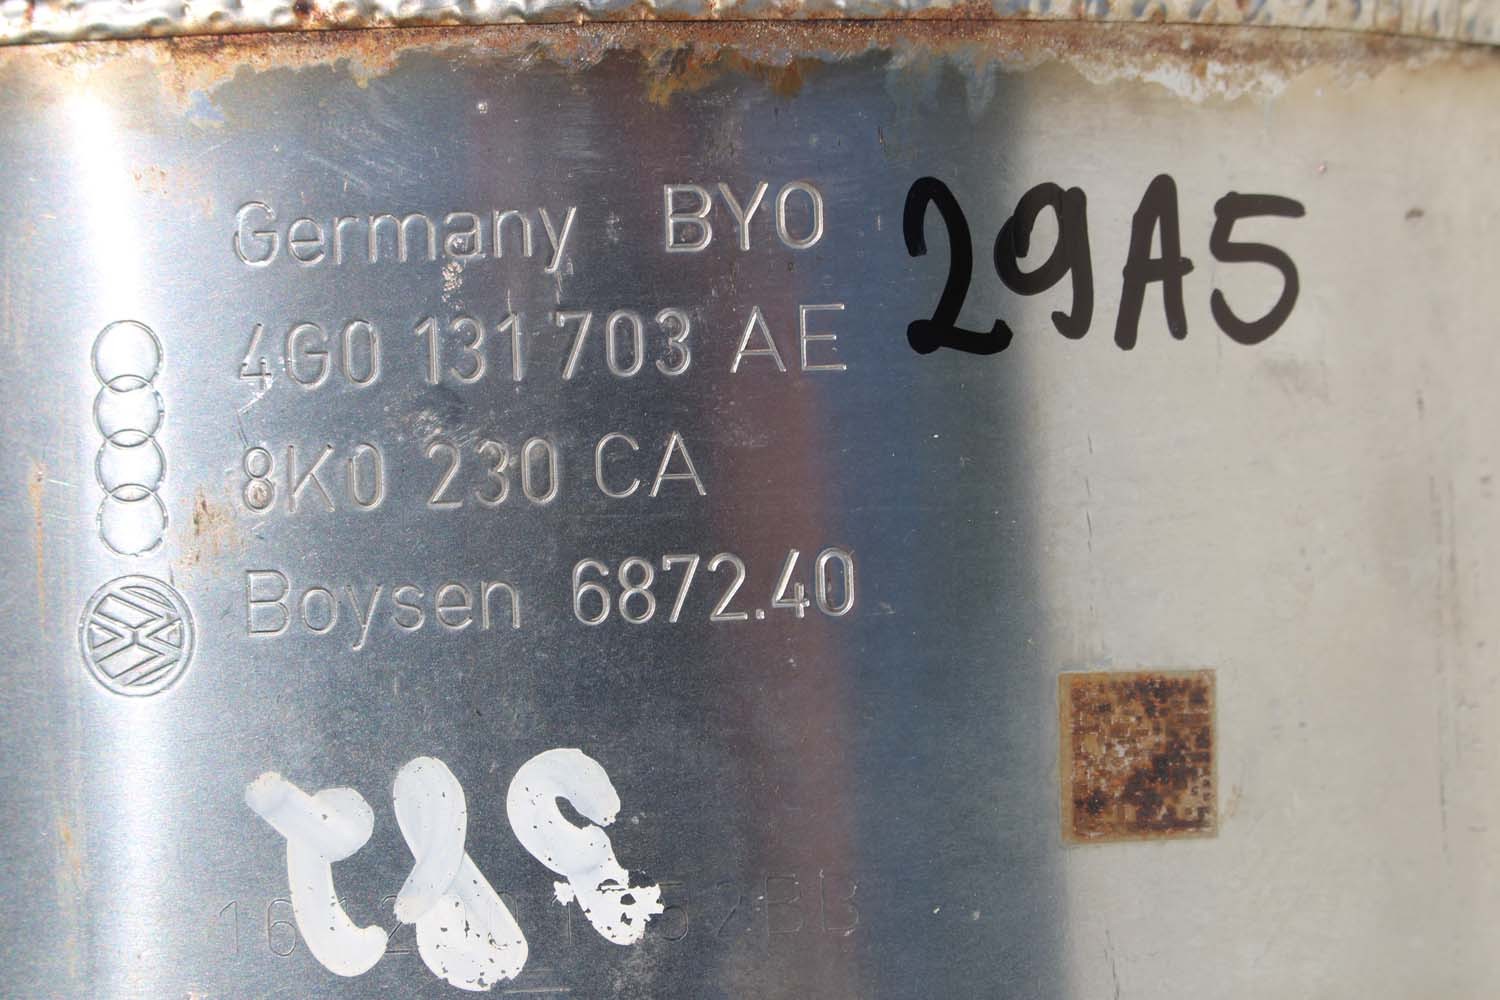 Germany BYO
29A5
4G0 131 703 AE
8K0 230 CA
Boysen 6872.40